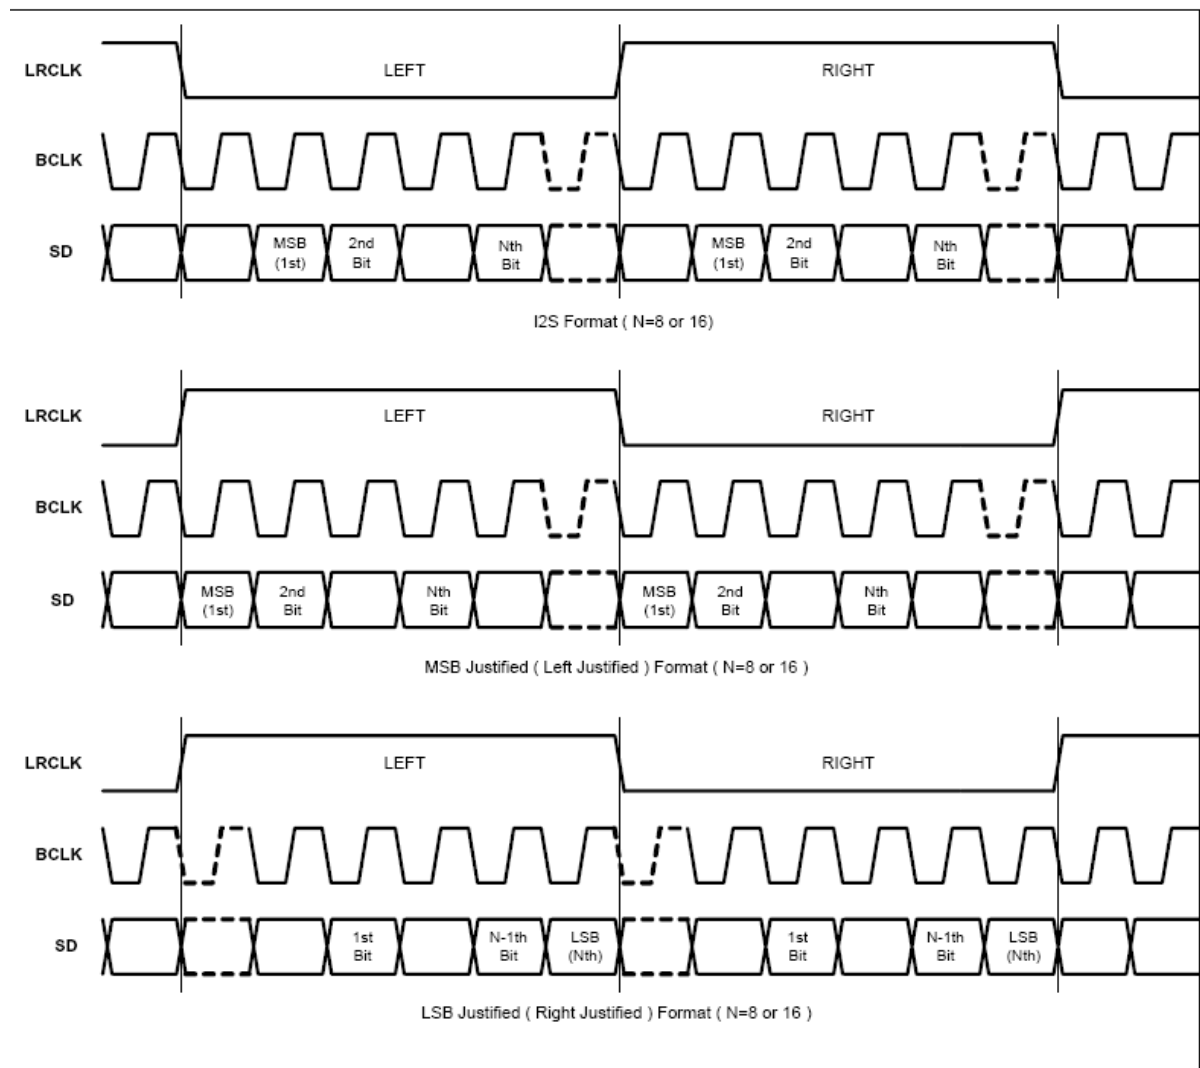 LRCLK
LEFT
RIGHT
BCLK
SD
MSB
(1st)
2nd
Bit
Nth
Bit
MSB
(1st)
2nd
Bit
Nth
Bit
I2S Format ( N=8 or 16)
LRCLK
LEFT
RIGHT
BCLK
SD
MSB
(1st)
2nd
Bit
Nth
Bit
MSB
(1st)
2nd
Bit
Nth
Bit
MSB Justified ( Left Justified ) Format ( N=8 or 16 )
LRCLK
LEFT
RIGHT
BCLK
SD
1st
Bit
N-1th
Bit
LSB
(Nth)
1st
Bit
N-1th
Bit
LSB
(Nth)
LSB Justified ( Right Justified ) Format ( N=8 or 16 )